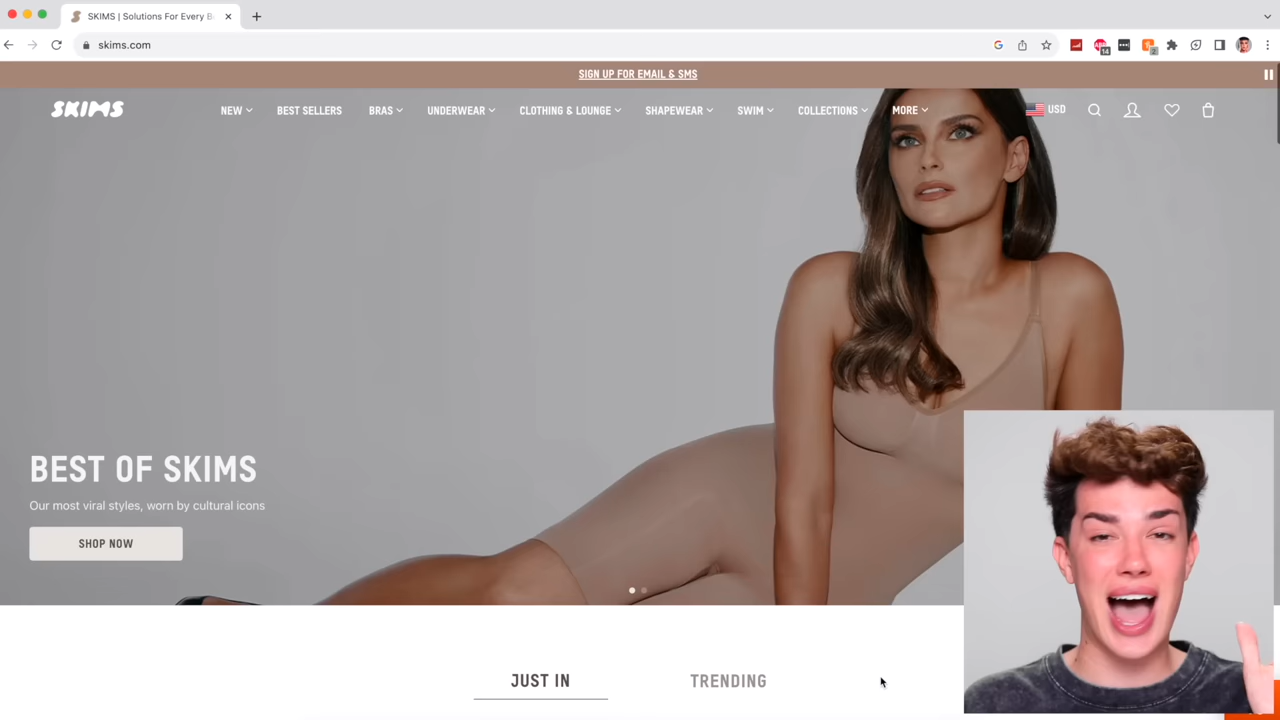 SKIMS | Solutions For Every B
skims.com
14
2
SIGN UP FOR EMAIL & SMS
SKIMS
NEW
BEST SELLERS
BRAS
UNDERWEAR
CLOTHING & LOUNGE
SHAPEWEAR
SWIM
COLLECTIONS
MORE
USD
BEST OF SKIMS
Our most viral styles, worn by cultural icons
SHOP NOW
JUST IN
TRENDING